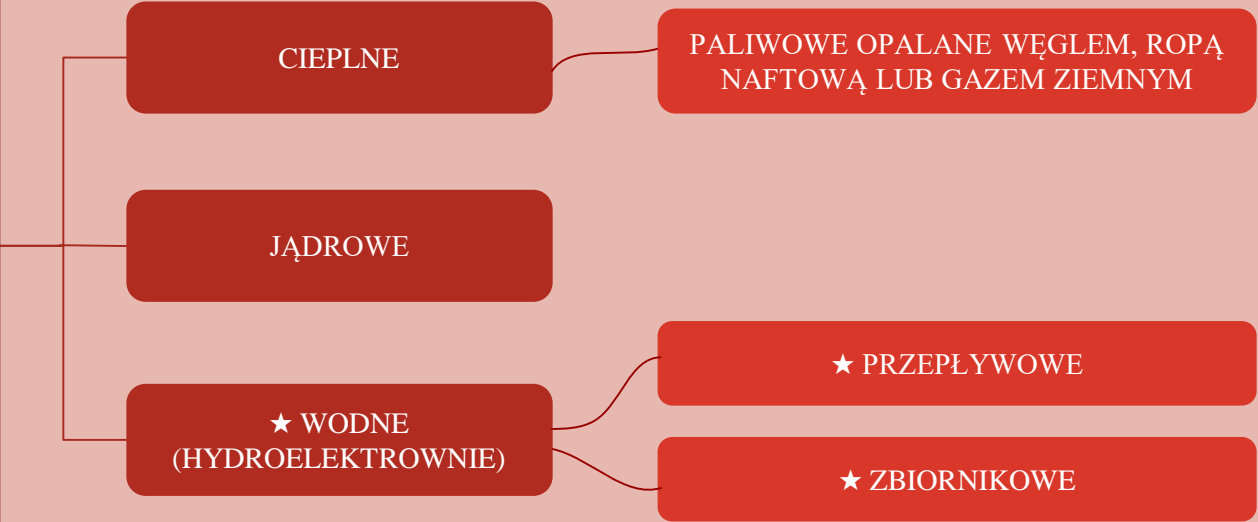 CIEPLNE
PALIWOWE OPALANE WĘGLEM, ROPĄ
NAFTOWĄ LUB GAZEM ZIEMNYM
JĄDROWE
★ WODNE
(HYDROELEKTROWNIE)
★ PRZEPŁYWOWE
★ ZBIORNIKOWE